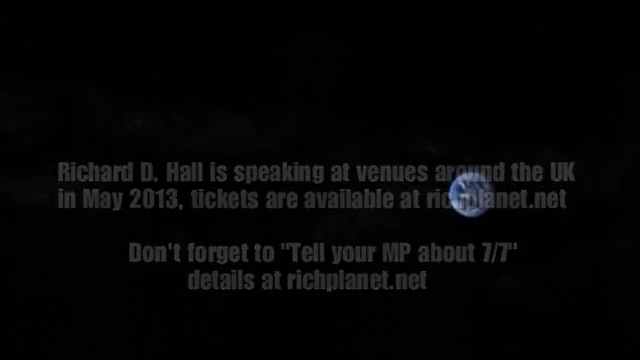 Richard D. Hall is speaking at venues around the UK
in May 2013, tickets are available at richplanet.net
Don't forget to "Tell your MP about 7/7"
details at richplanet.net